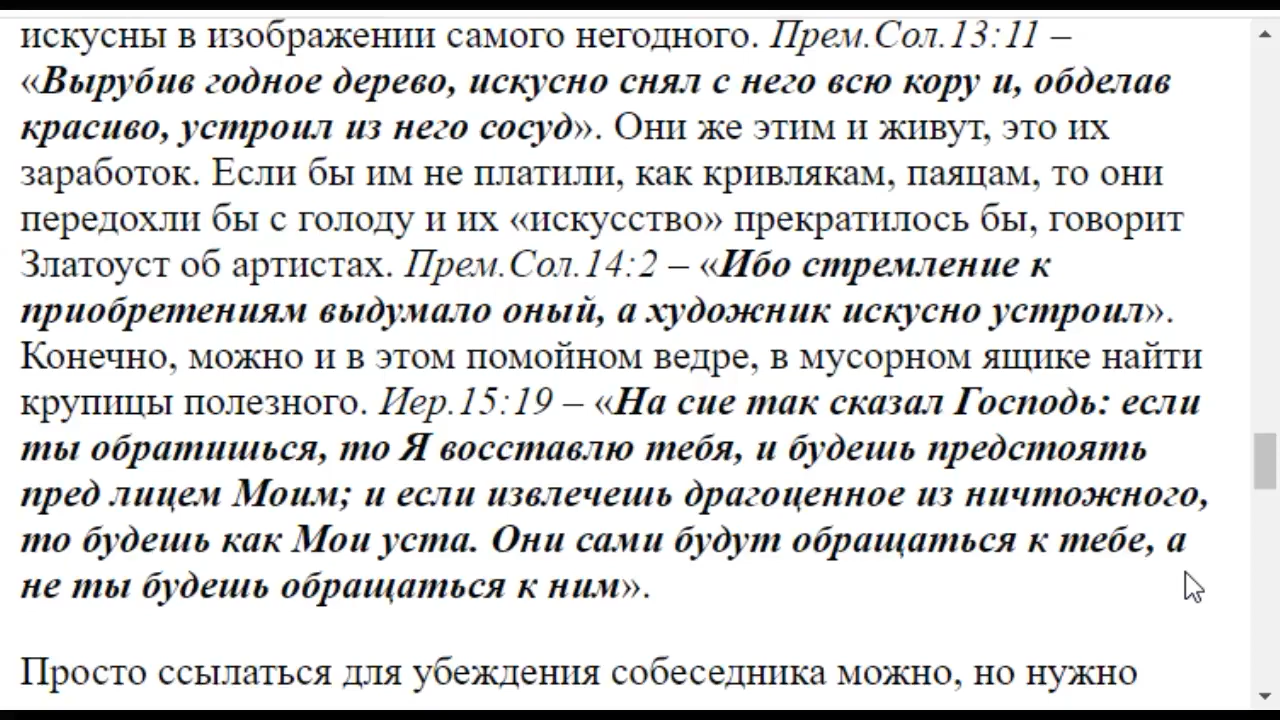 искусны в изображении самого негодного. Прем.Сол.13:11 –
«Вырубив годное дерево, искусно снял с него всю кору и, обделав
красиво, устроил из него сосуд». Они же этим и живут, это их
заработок. Если бы им не платили, как кривлякам, паяцам, то они
передохли бы с голоду и их «искусство» прекратилось бы, говорит
Златоуст об артистах. Прем.Сол.14:2 – «Ибо стремление к
приобретениям выдумало оный, а художник искусно устроил».
Конечно, можно и в этом помойном ведре, в мусорном ящике найти
крупицы полезного. Иер.15:19 – «На сие так сказал Господь: если
ты обратишься, то Я восставлю тебя, и будешь предстоять
пред лицем Моим; и если извлечешь драгоценное из ничтожного,
то будешь как Мои уста. Они сами будут обращаться к тебе, а
не ты будешь обращаться к ним».
Просто ссылаться для убеждения собеседника можно, но нужно